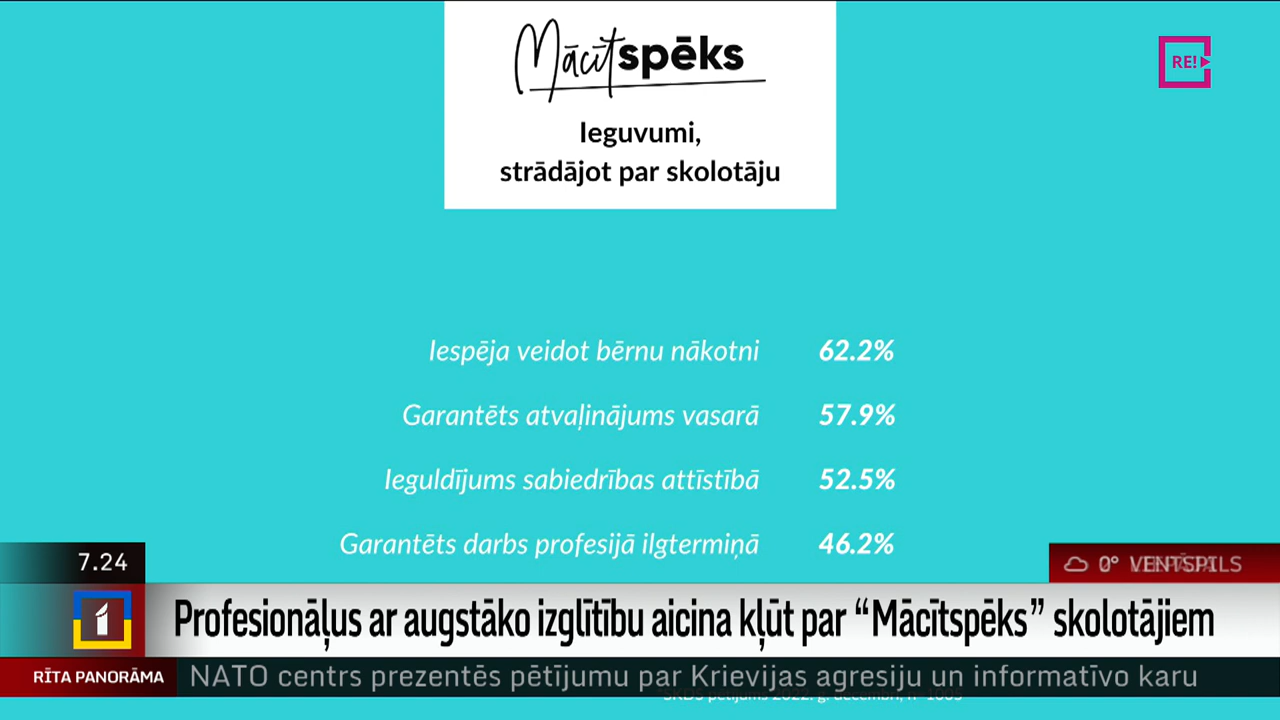 Mācītspēks
RE!
Ieguvumi,
strādājot par skolotāju
Iespēja veidot bērnu nākotni 62.2%
Garantēts atvaļinājums vasarā 57.9%
Ieguldījums sabiedrības attīstībā 52.5%
Garantēts darbs profesijā ilgtermiņā 46.2%
7.24
0° VENTSPILS
1
Profesionāļus ar augstāko izglītību aicina kļūt par “Mācītspēks” skolotājiem
RĪTA PANORĀMA
NATO centrs prezentēs pētījumu par Krievijas agresiju un informatīvo karu